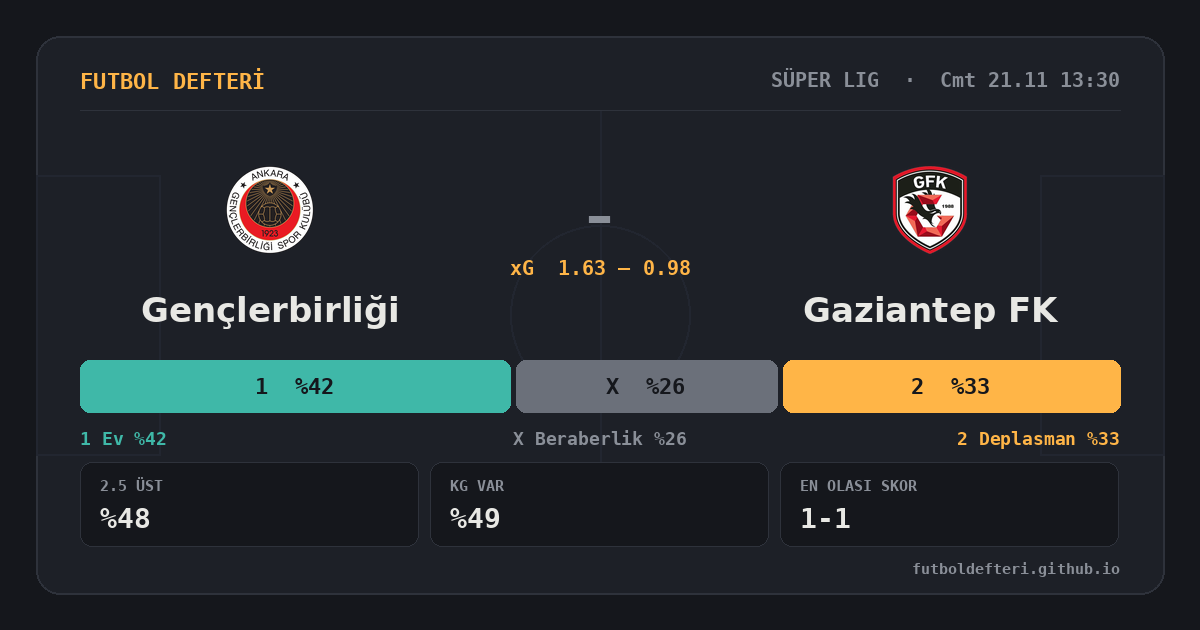 FUTBOL DEFTERİ
SÜPER LIG · Cmt 21.11 13:30
ANKARA
GENÇLERBİRLİĞİ SPOR KULÜBÜ
1923
GFK
1988
-
xG 1.63 – 0.98
Gençlerbirliği
Gaziantep FK
1 %42
X %26
2 %33
1 Ev %42
X Beraberlik %26
2 Deplasman %33
2.5 ÜST
KG VAR
EN OLASI SKOR
%48
%49
1-1
futboldefteri.github.io